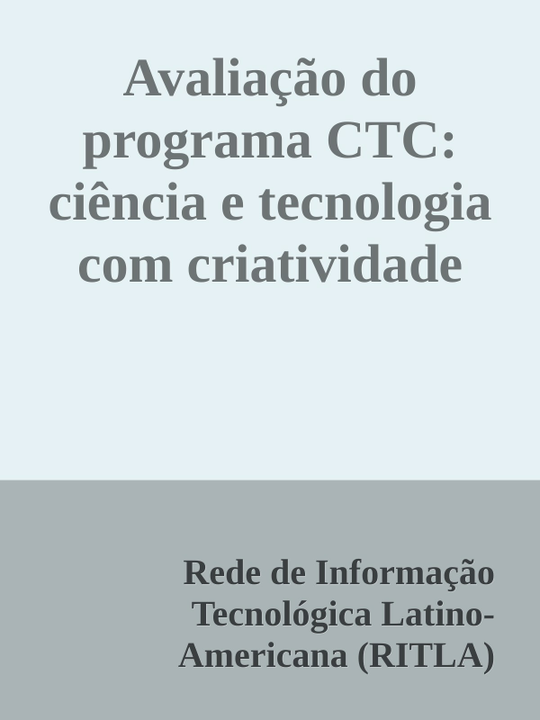 Avaliação do
programa CTC:
ciência e tecnologia
com criatividade
Rede de Informação
Tecnológica Latino-
Americana (RITLA)